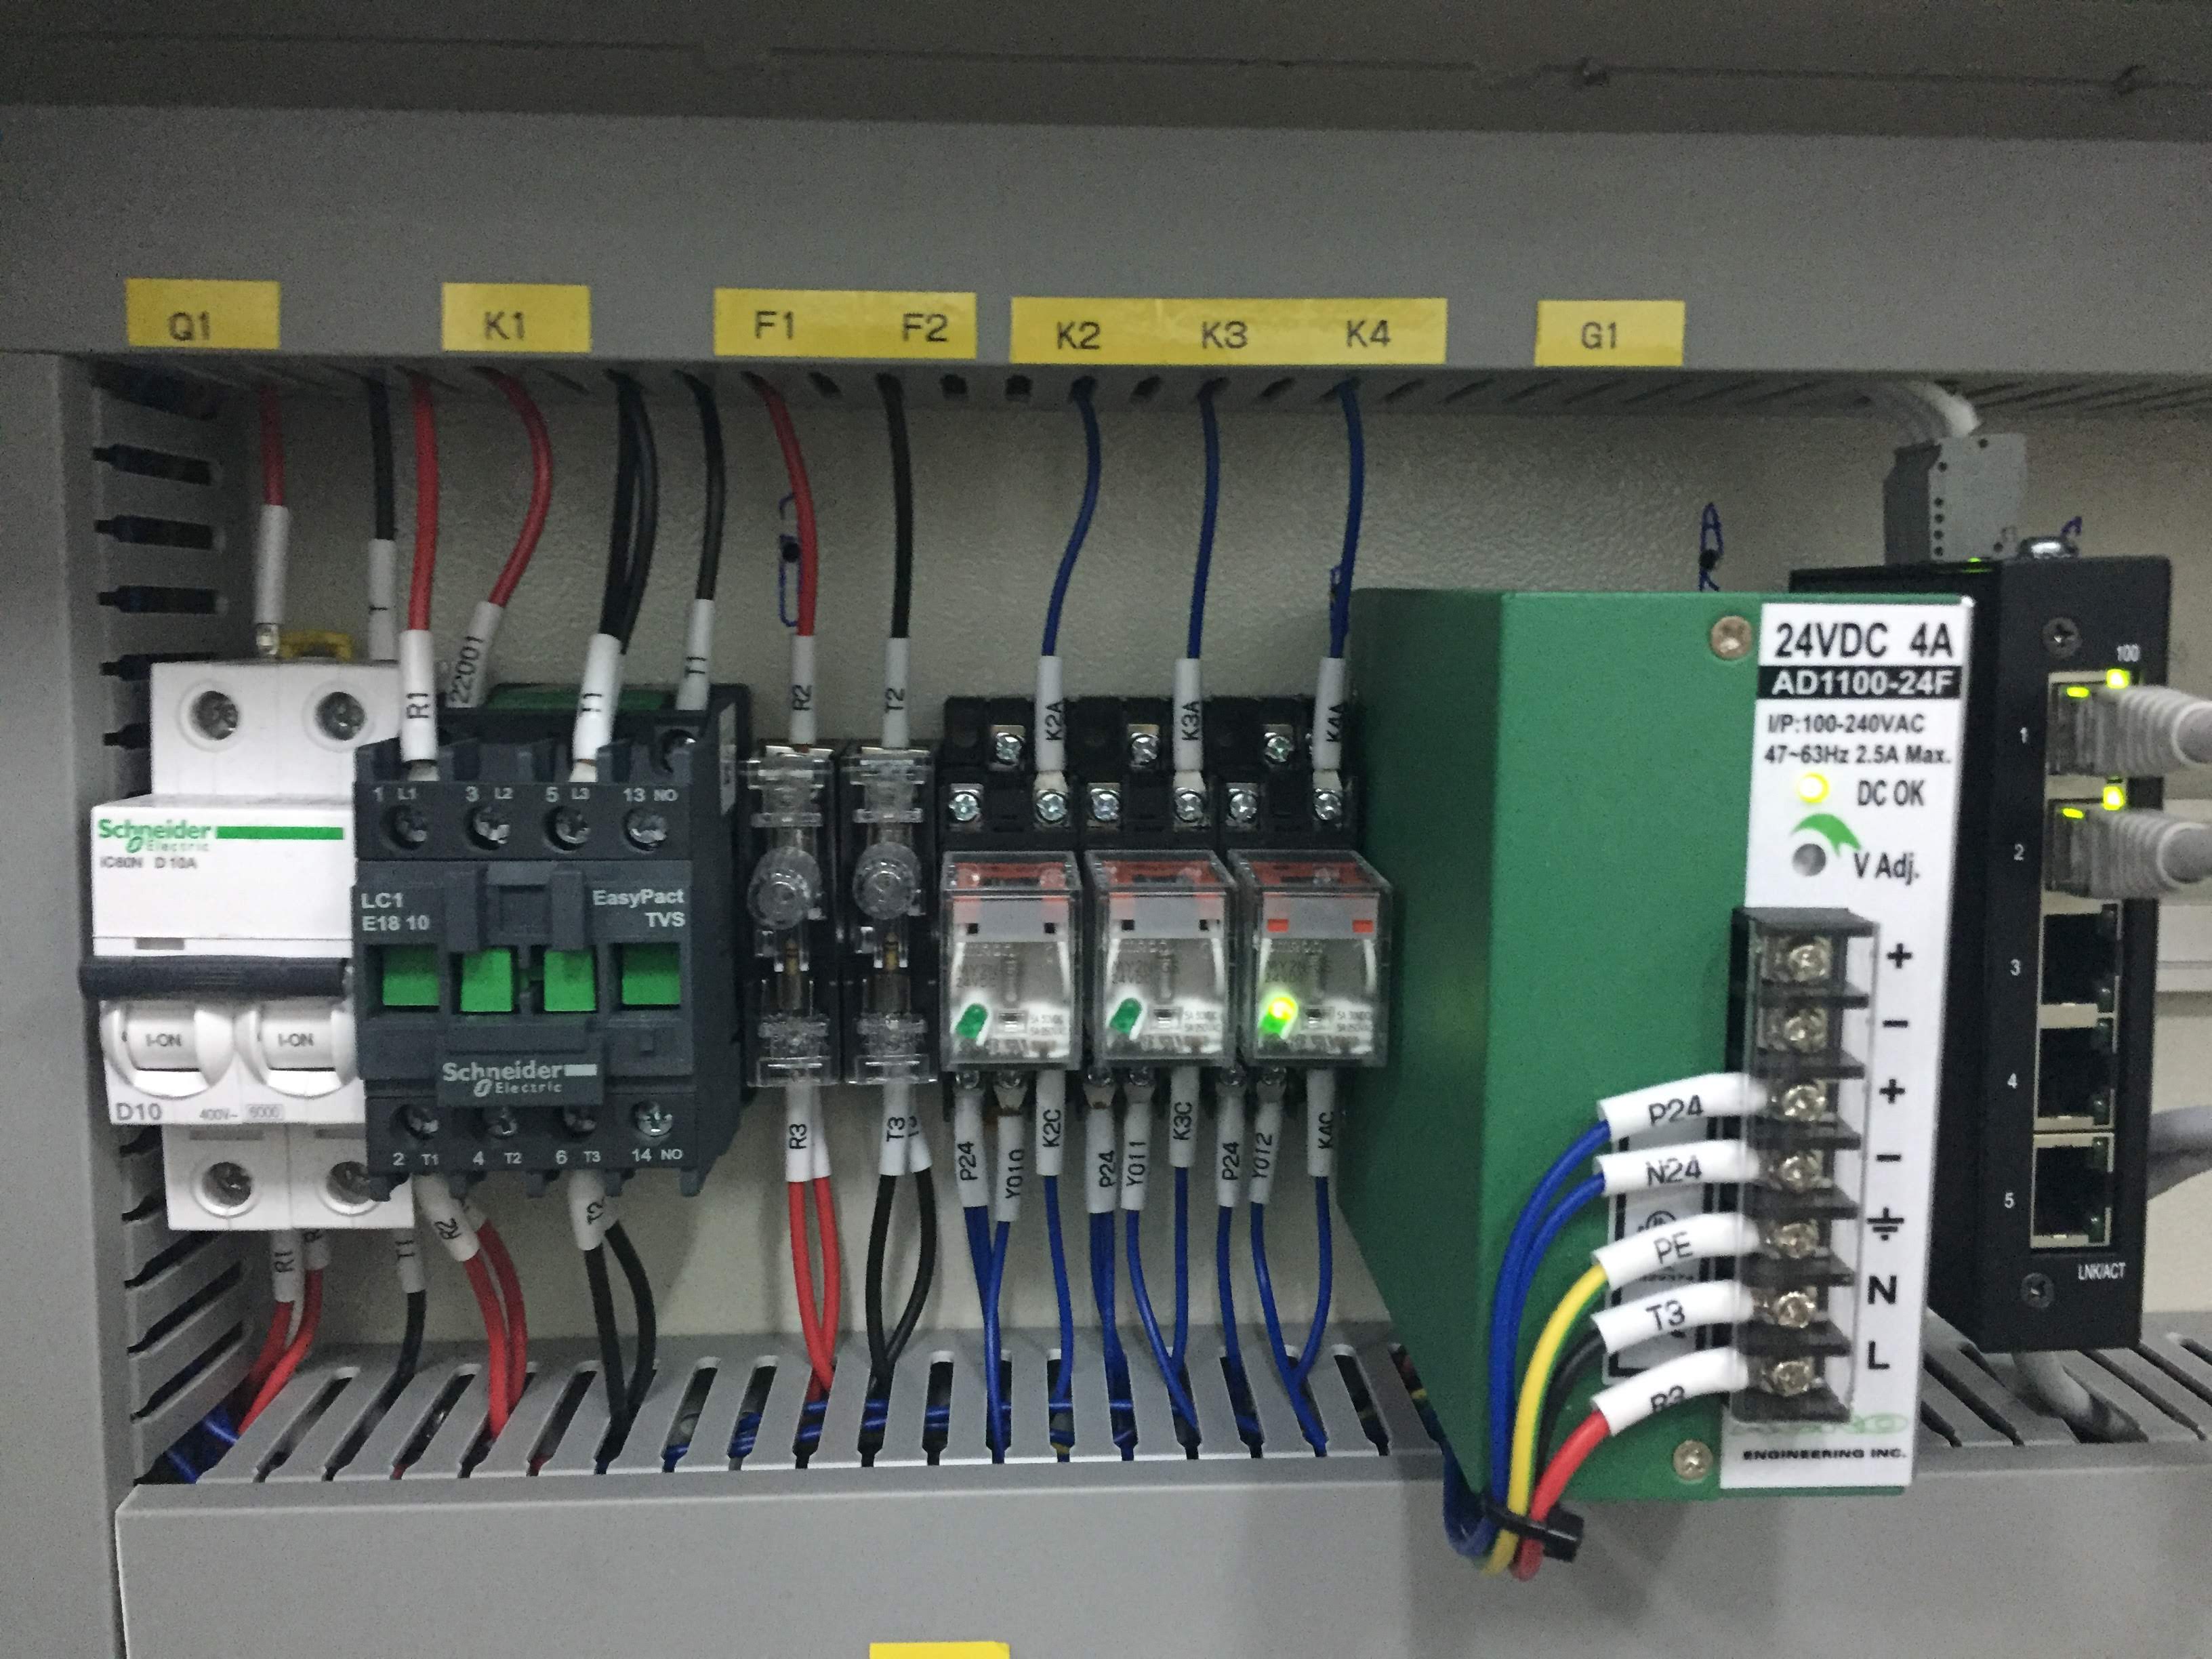 Q1
K1
F1 F2
K2 K3 K4
G1
R1
22001
T1
T1
R2
T2
K2A
K3A
K4A
Schneider
Electric
iC60N D10A
I-ON I-ON
D10
400V~ 6000
1 L1 3 L2 5 L3 13 NO
LC1
E18 10
EasyPact
TVS
Schneider
Electric
2 T1 4 T2 6 T3 14 NO
24VDC 4A
AD1100-24F
I/P:100-240VAC
47~63Hz 2.5A Max.
DC OK
V Adj.
+
-
+
-
N
L
ENGINEERING INC.
P24
N24
PE
T3
R3
100
1
2
3
4
5
LNK/ACT
R1
T1
R2
T2
R3
T3
P24
Y010
K2C
P24
Y011
K3C
P24
Y012
K4C